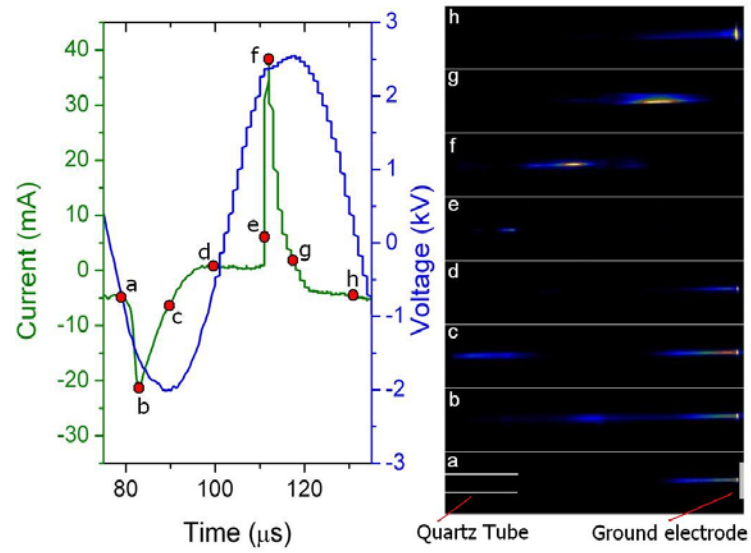 40
30
20
10
0
-10
-20
-30
Current (mA)
80
100
120
Time (μs)
3
2
1
0
-1
-2
-3
Voltage (kV)
a
b
c
d
e
f
g
h
h
g
f
e
d
c
b
a
Quartz Tube
Ground electrode